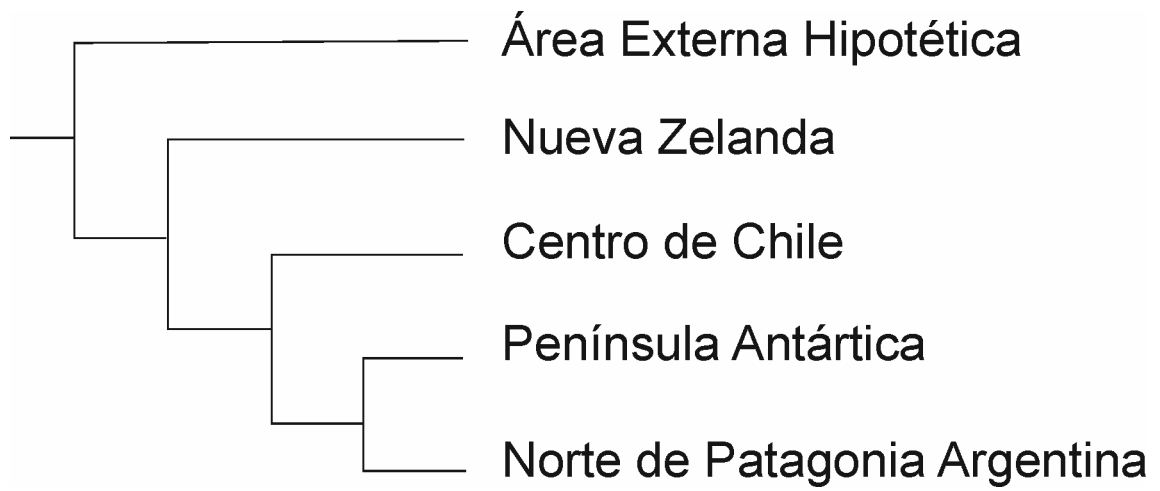 Área Externa Hipotética
Nueva Zelanda
Centro de Chile
Península Antártica
Norte de Patagonia Argentina